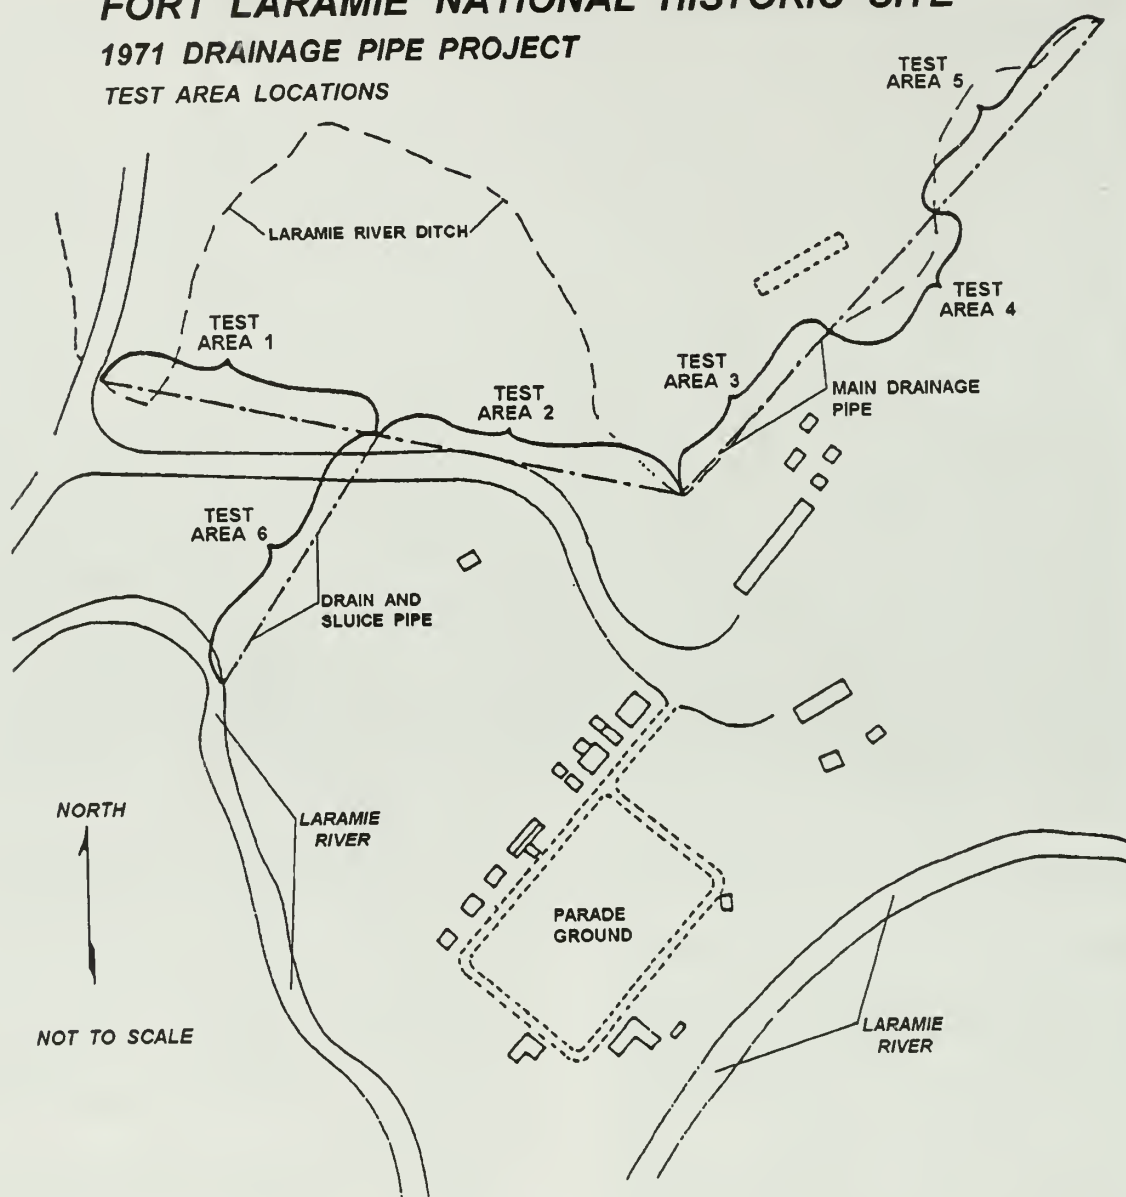 FORT LARAMIE NATIONAL HISTORIC SITE
1971 DRAINAGE PIPE PROJECT
TEST AREA LOCATIONS
TEST
AREA 5
LARAMIE RIVER DITCH
TEST
AREA 4
TEST
AREA 1
TEST
AREA 3
TEST
AREA 2
MAIN DRAINAGE
PIPE
TEST
AREA 6
DRAIN AND
SLUICE PIPE
NORTH
LARAMIE
RIVER
PARADE
GROUND
NOT TO SCALE
LARAMIE
RIVER